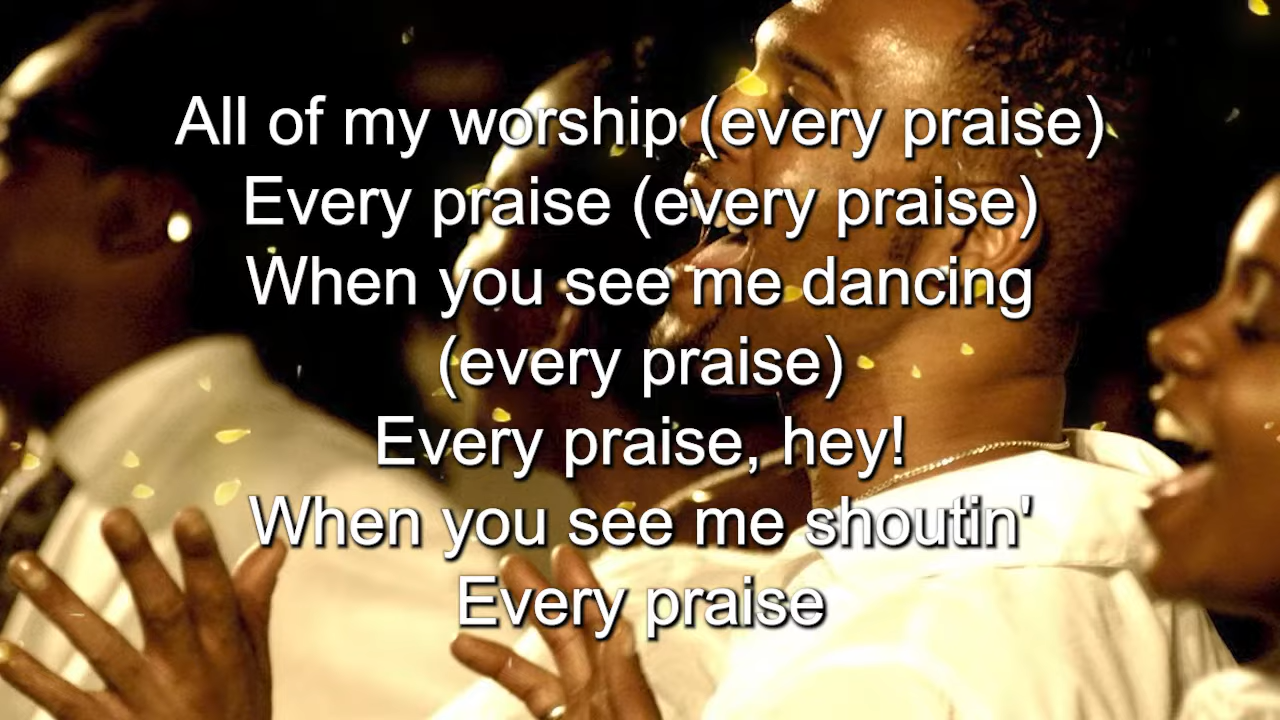 All of my worship (every praise)
Every praise (every praise)
When you see me dancing
(every praise)
Every praise, hey!
When you see me shoutin'
Every praise